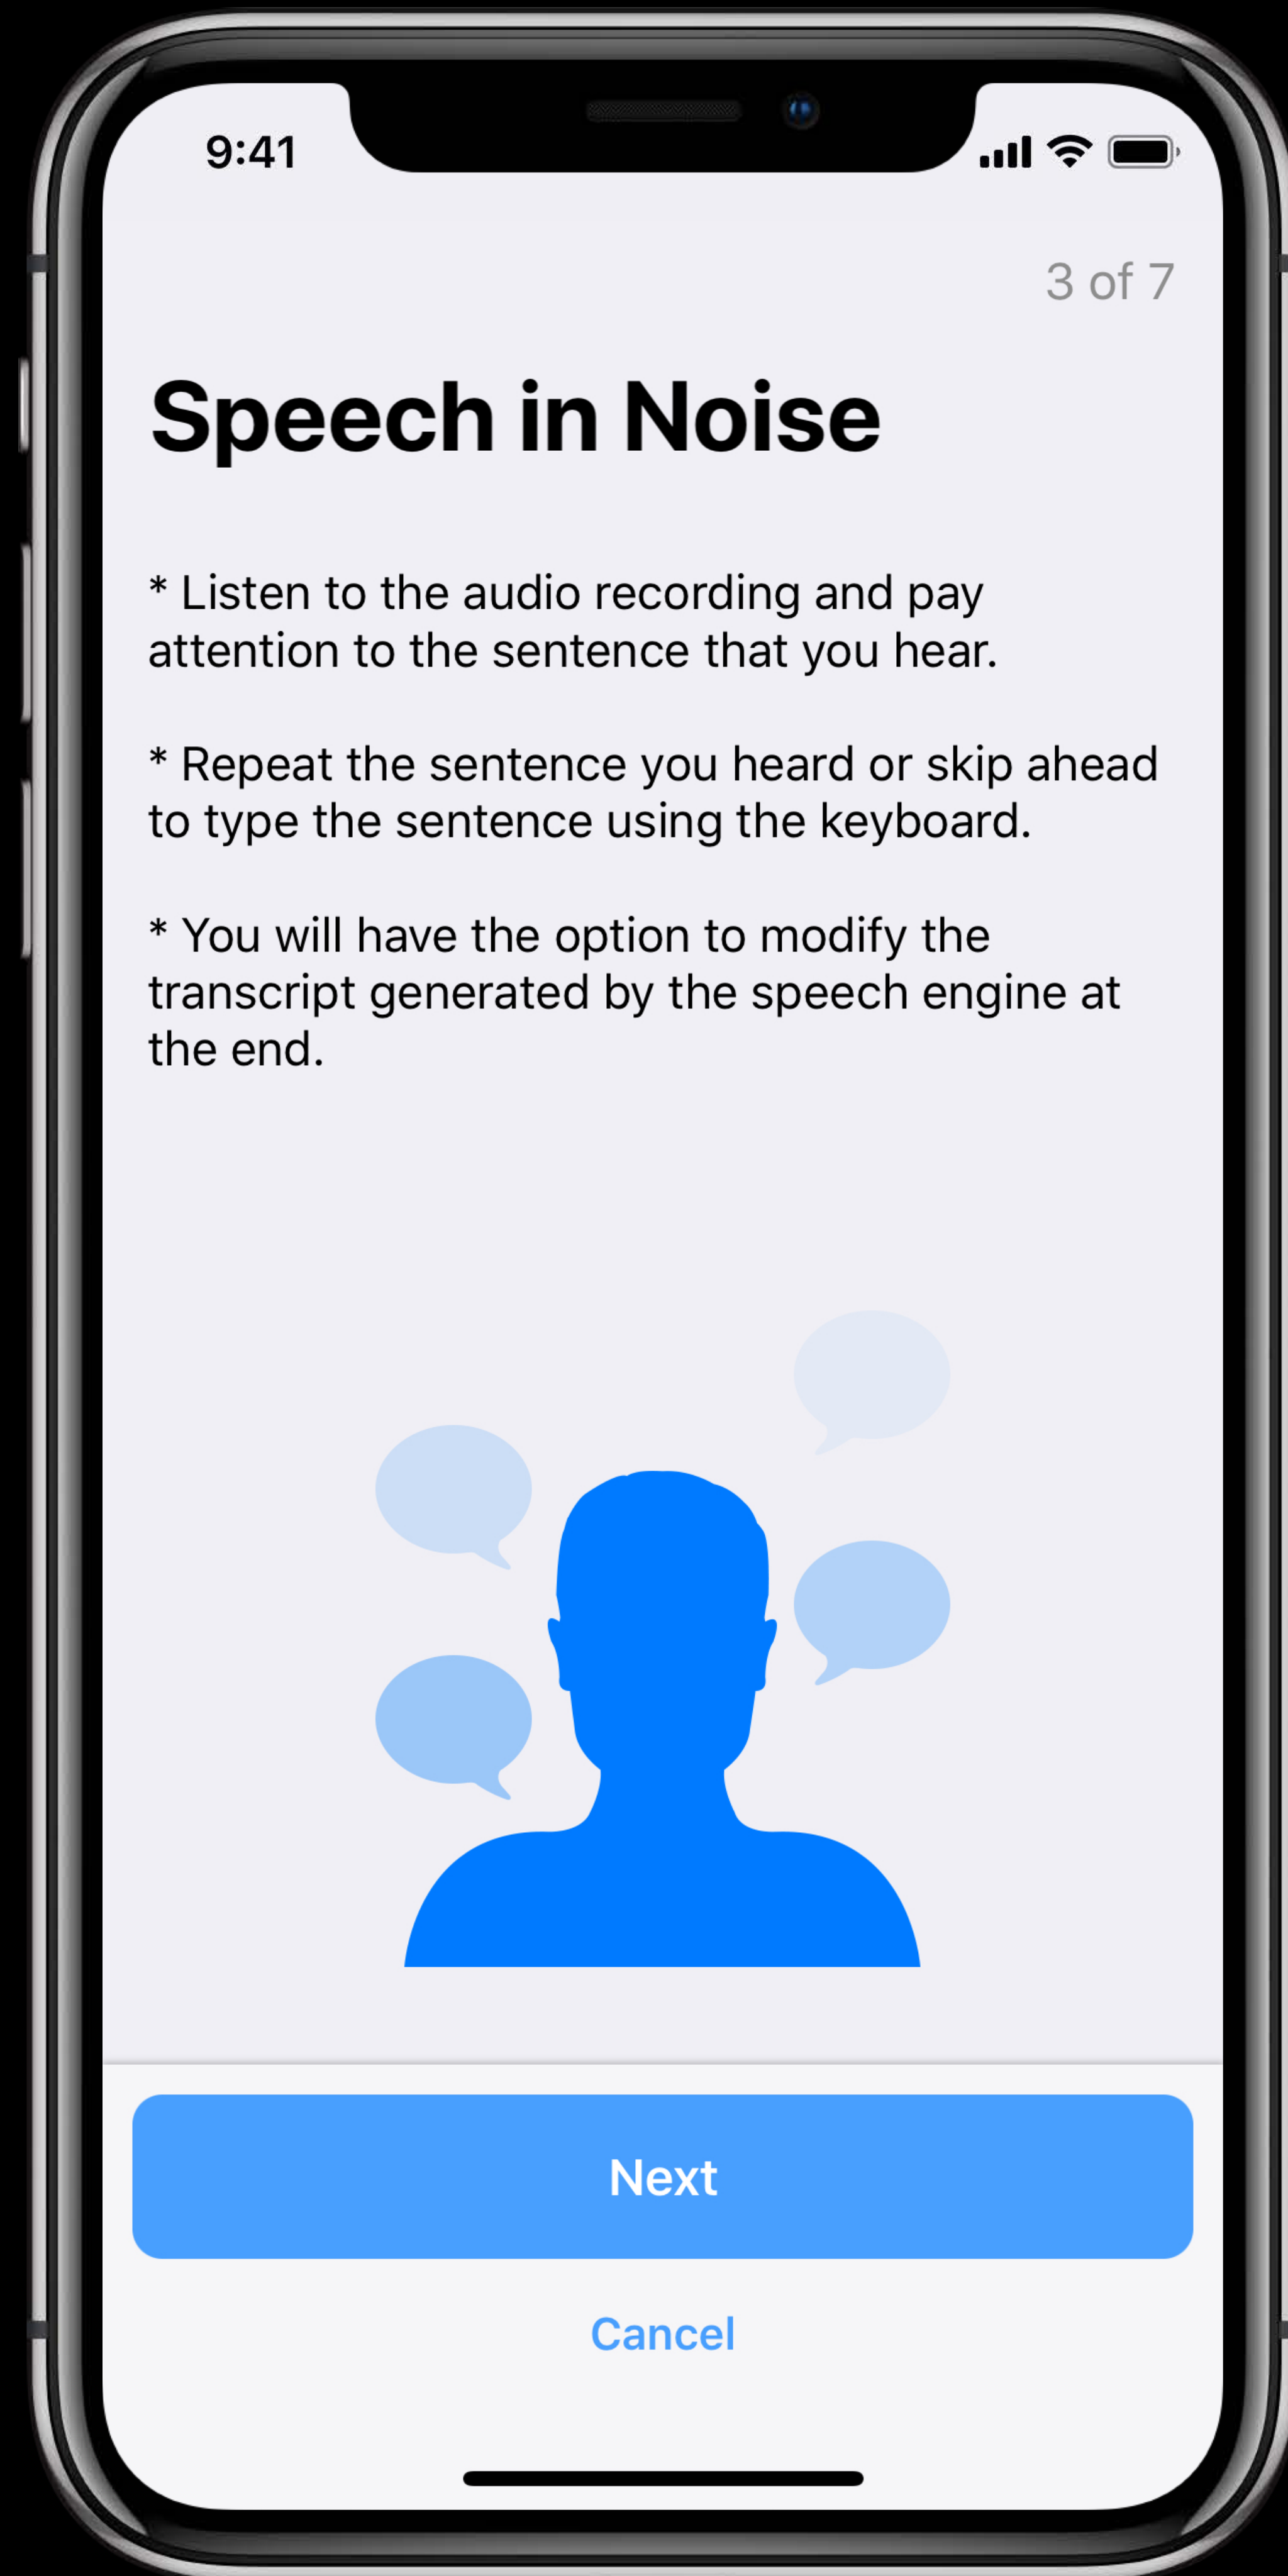 9:41
3 of 7
Speech in Noise
* Listen to the audio recording and pay
attention to the sentence that you hear.
* Repeat the sentence you heard or skip ahead
to type the sentence using the keyboard.
* You will have the option to modify the
transcript generated by the speech engine at
the end.
Next
Cancel